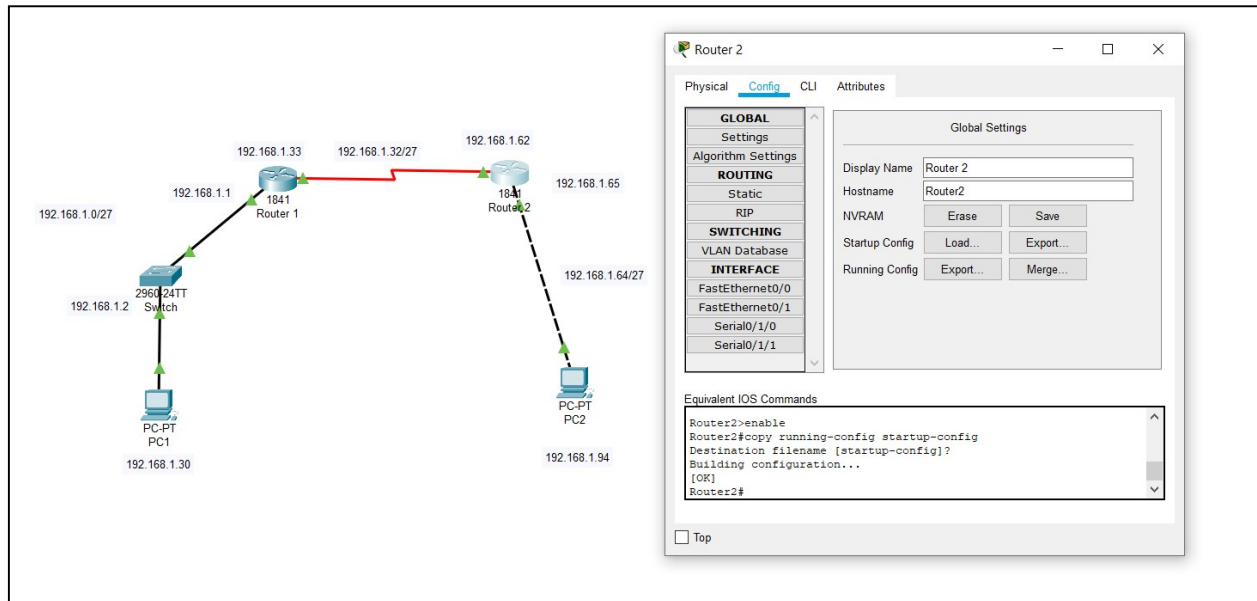 192.168.1.33
192.168.1.32/27
192.168.1.62
192.168.1.1
1841
Router 1
192.168.1.65
1841
Router 2
192.168.1.0/27
192.168.1.64/27
2960-24TT
Switch
192.168.1.2
PC-PT
PC1
192.168.1.30
PC-PT
PC2
192.168.1.94
Router 2
Physical Config CLI Attributes
GLOBAL
Settings
Algorithm Settings
ROUTING
Static
RIP
SWITCHING
VLAN Database
INTERFACE
FastEthernet0/0
FastEthernet0/1
Serial0/1/0
Serial0/1/1
Global Settings
Display Name Router 2
Hostname Router2
NVRAM Erase Save
Startup Config Load... Export...
Running Config Export... Merge...
Equivalent IOS Commands
Router2>enable
Router2#copy running-config startup-config
Destination filename [startup-config]?
Building configuration...
[OK]
Router2#
Top